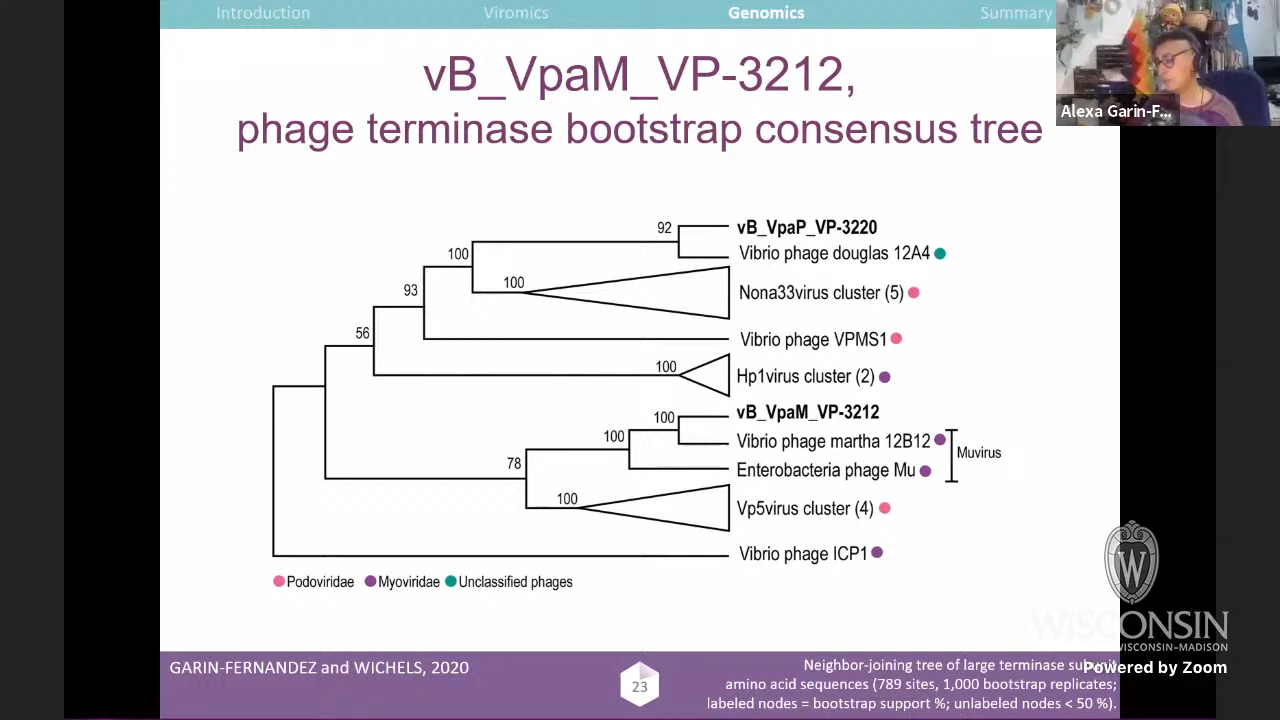 Introduction Viromics Genomics Summary
vB_VpaM_VP-3212,
phage terminase bootstrap consensus tree
Alexa Garin-F...
92
vB_VpaP_VP-3220
100
Vibrio phage douglas 12A4
93
100
Nona33virus cluster (5)
56
Vibrio phage VPMS1
100
Hp1virus cluster (2)
100
vB_VpaM_VP-3212
100
Vibrio phage martha 12B12
Muvirus
78
Enterobacteria phage Mu
100
Vp5virus cluster (4)
Vibrio phage ICP1
Podoviridae Myoviridae Unclassified phages
W
WISCONSIN
WISCONSIN–MADISON
Powered by Zoom
GARIN-FERNANDEZ and WICHELS, 2020
23
Neighbor-joining tree of large terminase
amino acid sequences (789 sites, 1,000 bootstrap replicates;
labeled nodes = bootstrap support %; unlabeled nodes < 50 %).